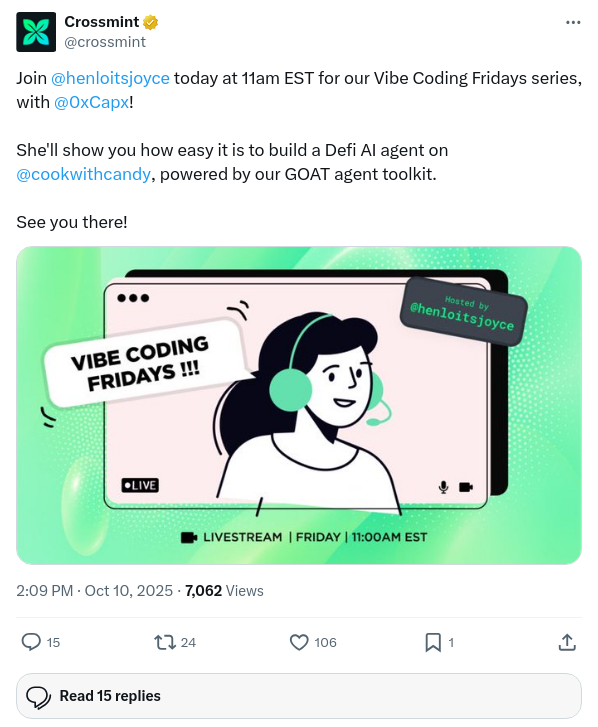 Crossmint
@crossmint
Join @henloitsjoyce today at 11am EST for our Vibe Coding Fridays series,
with @0xCapx!
She'll show you how easy it is to build a Defi AI agent on
@cookwithcandy, powered by our GOAT agent toolkit.
See you there!
Hosted by
@henloitsjoyce
VIBE CODING
FRIDAYS !!!
LIVE
LIVESTREAM | FRIDAY | 11:00AM EST
2:09 PM · Oct 10, 2025 · 7,062 Views
15 24 106 1
Read 15 replies